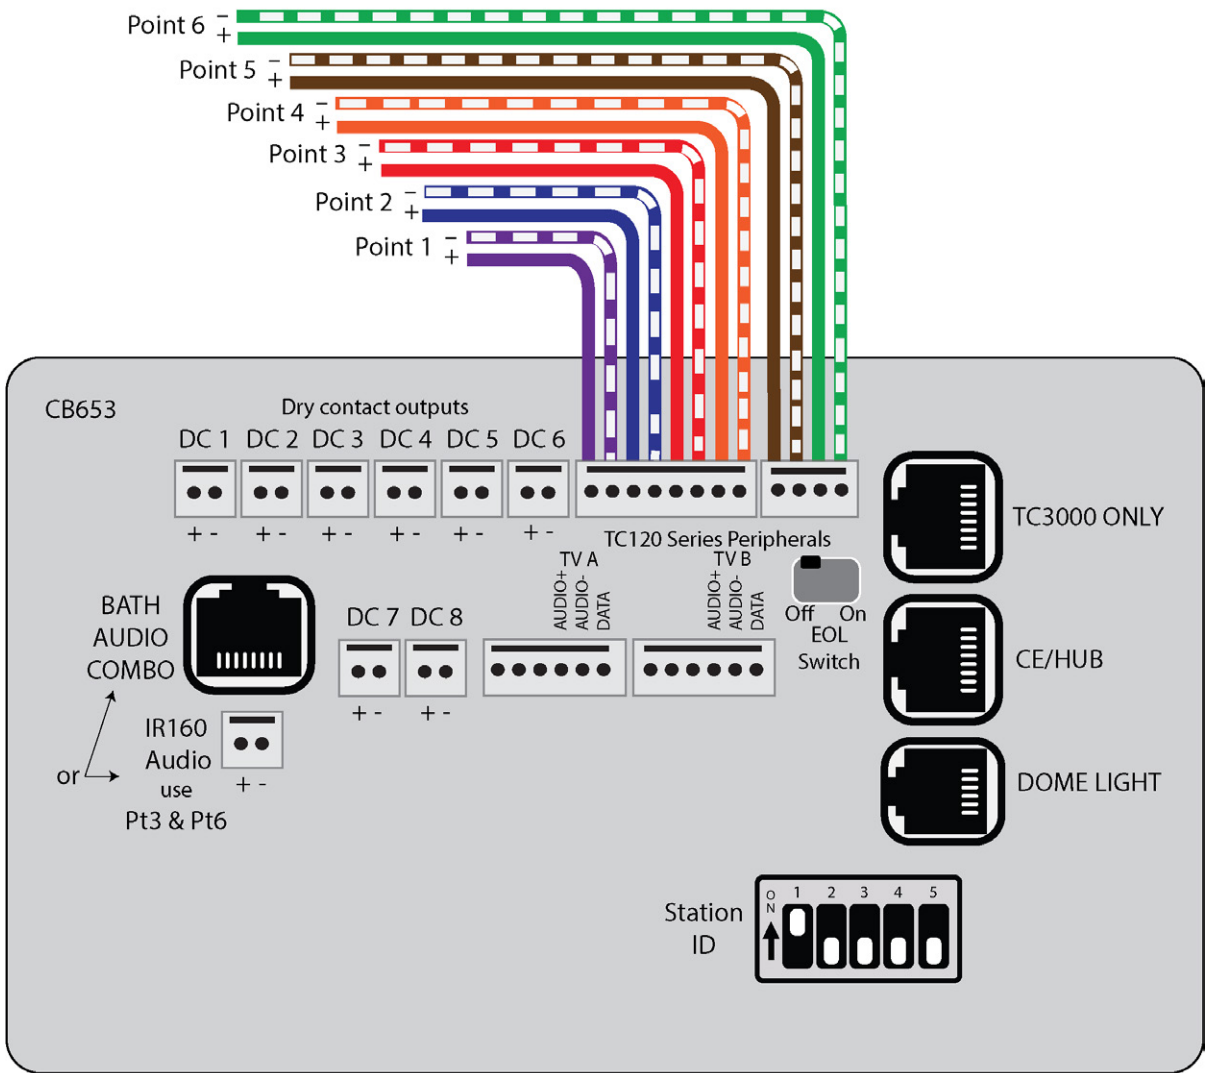 Point 6 - +
Point 5 - +
Point 4 - +
Point 3 - +
Point 2 - +
Point 1 - +
CB653
Dry contact outputs
DC 1 DC 2 DC 3 DC 4 DC 5 DC 6
+ - + - + - + - + - + -
TC120 Series Peripherals
TV A
AUDIO+
AUDIO-
DATA
TV B
AUDIO+
AUDIO-
DATA
Off On
EOL
Switch
TC3000 ONLY
CE/HUB
DOME LIGHT
BATH
AUDIO
COMBO
DC 7 DC 8
+ - + -
or
IR160
Audio
use
Pt3 & Pt6
+ -
Station
ID
ON
1 2 3 4 5